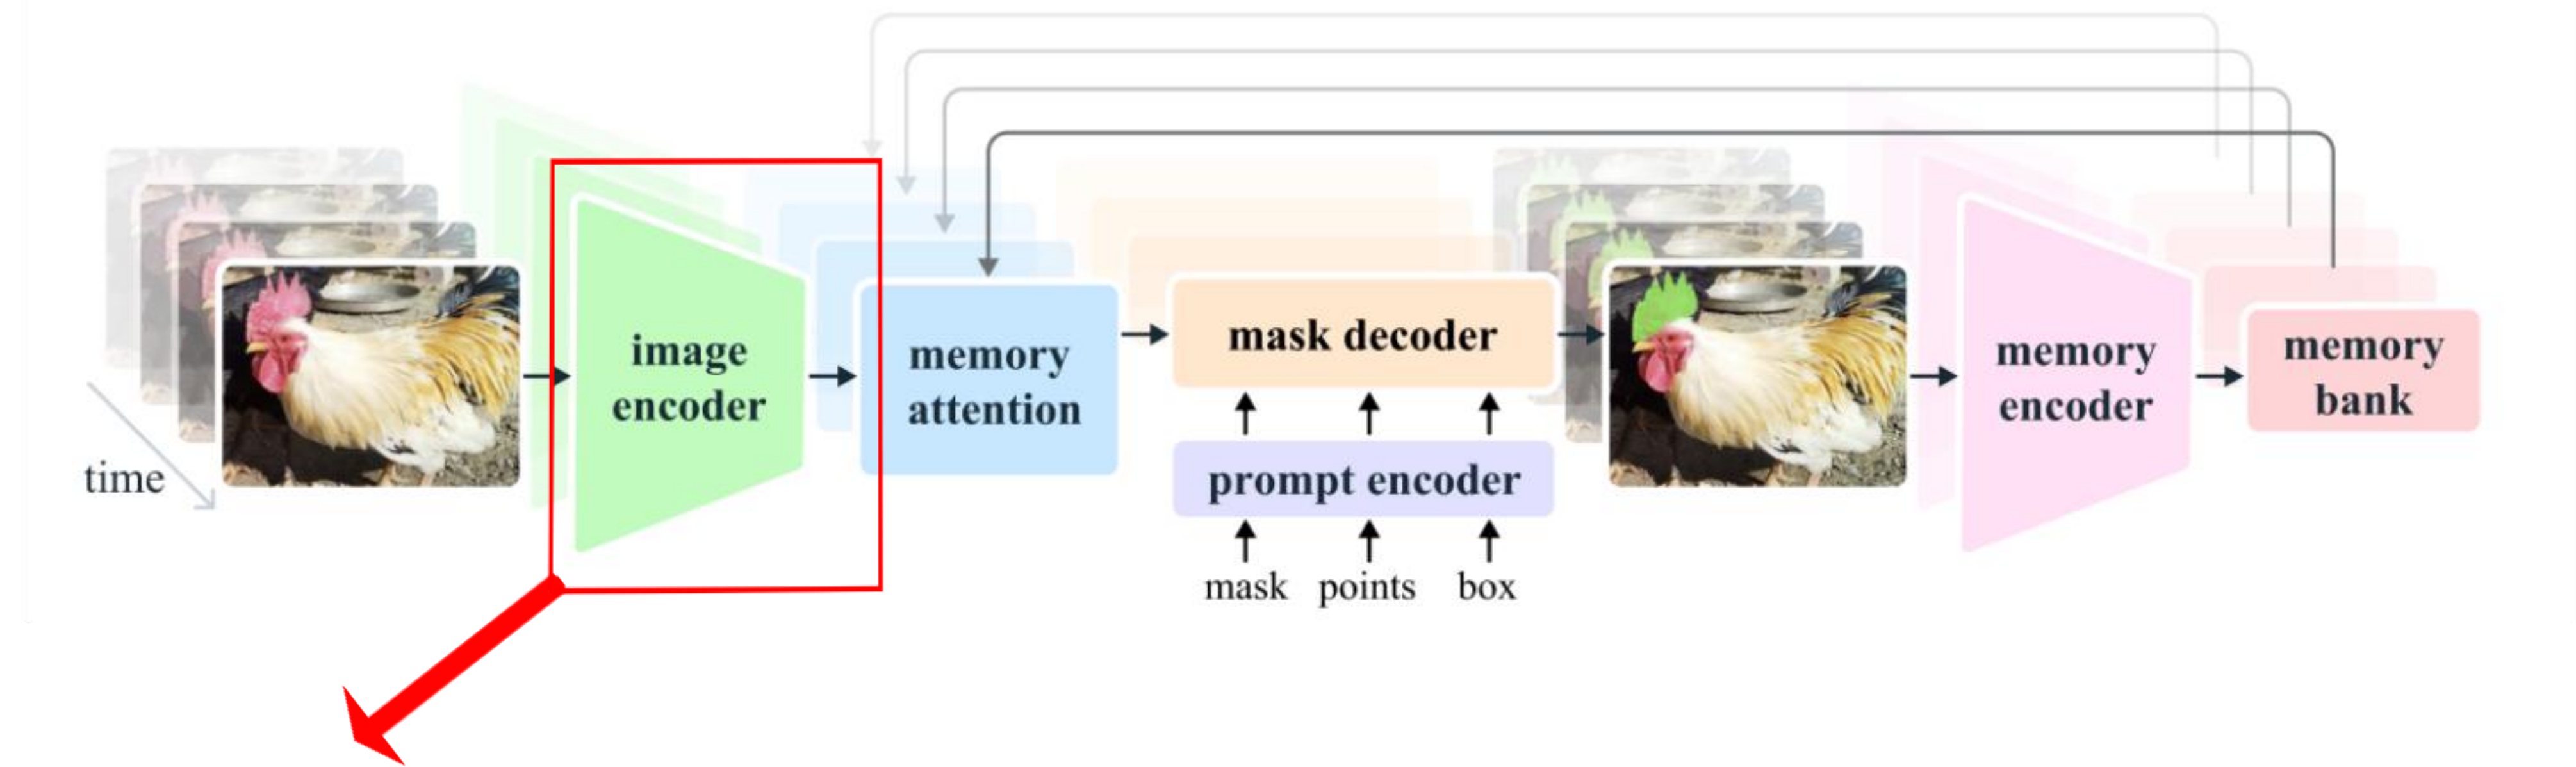 time
image
encoder
memory
attention
mask decoder
prompt encoder
mask points box
memory
encoder
memory
bank